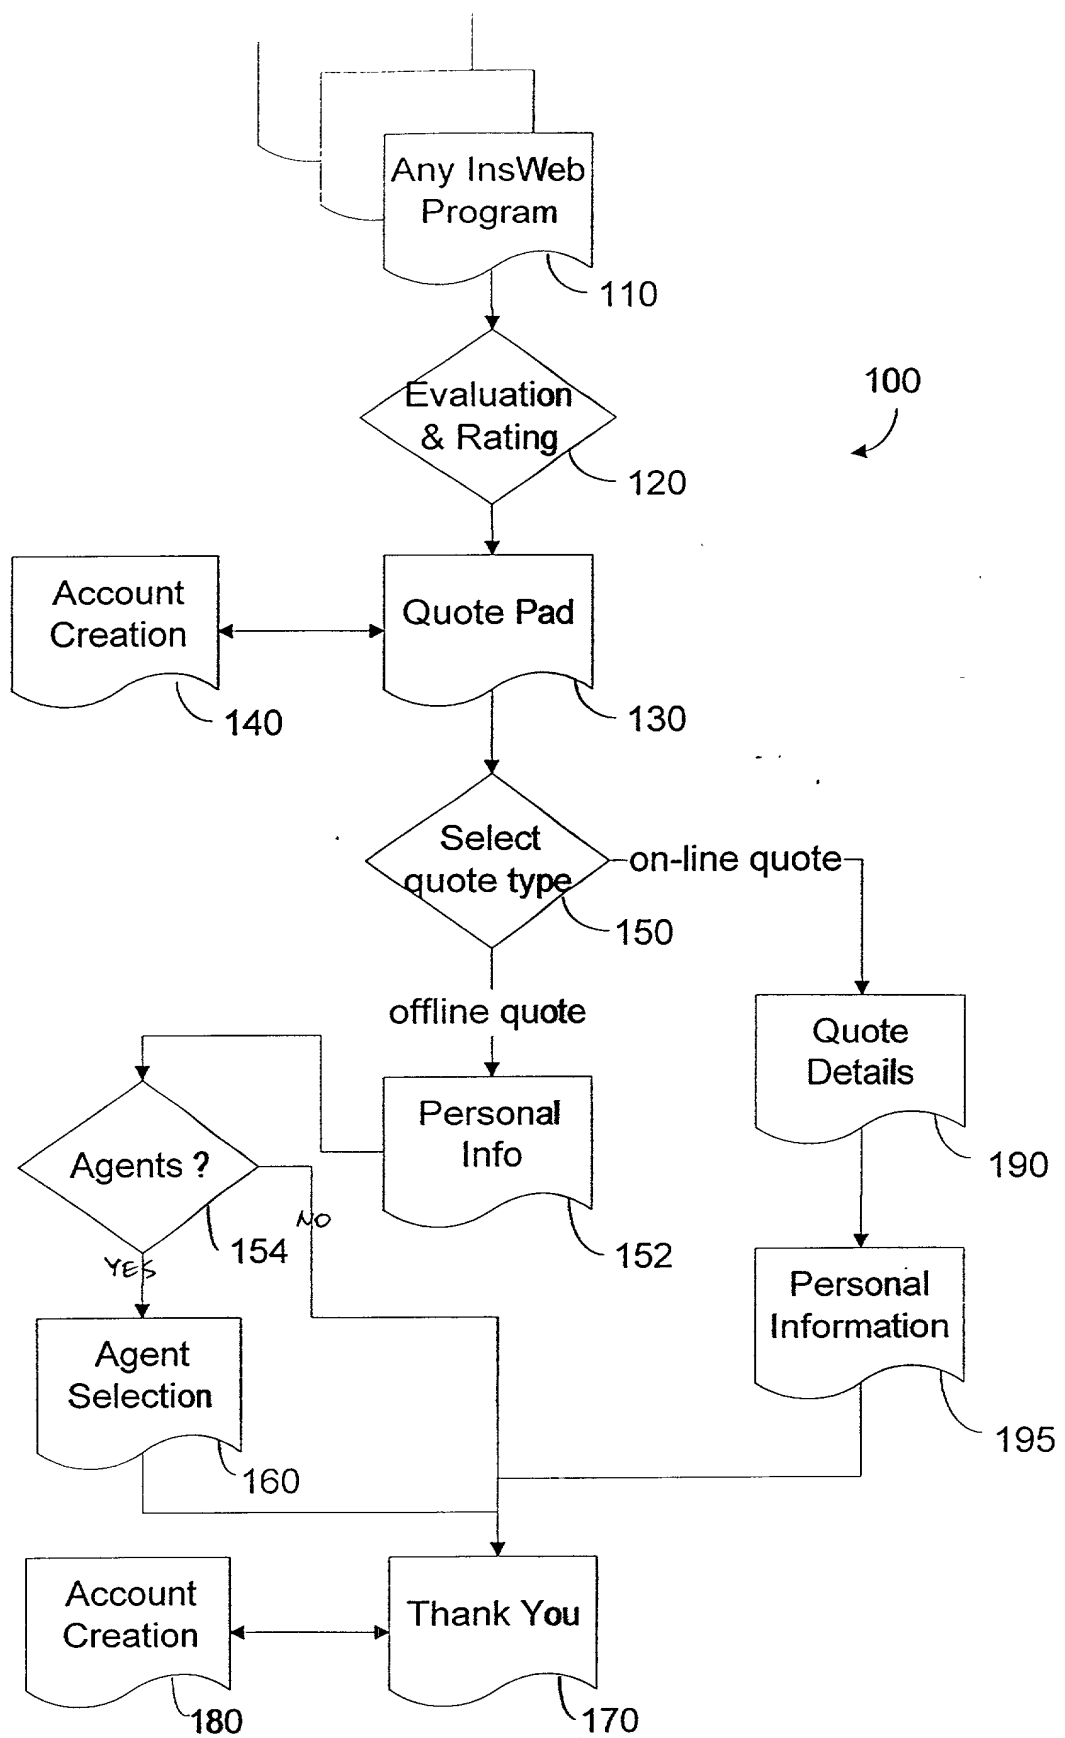 Any InsWeb
Program
110
Evaluation
& Rating
120
100
Account
Creation
140
Quote Pad
130
Select
quote type
150
on-line quote
offline quote
Quote
Details
190
Personal
Info
152
Agents ?
154
NO
YES
Personal
Information
195
Agent
Selection
160
Account
Creation
180
Thank You
170